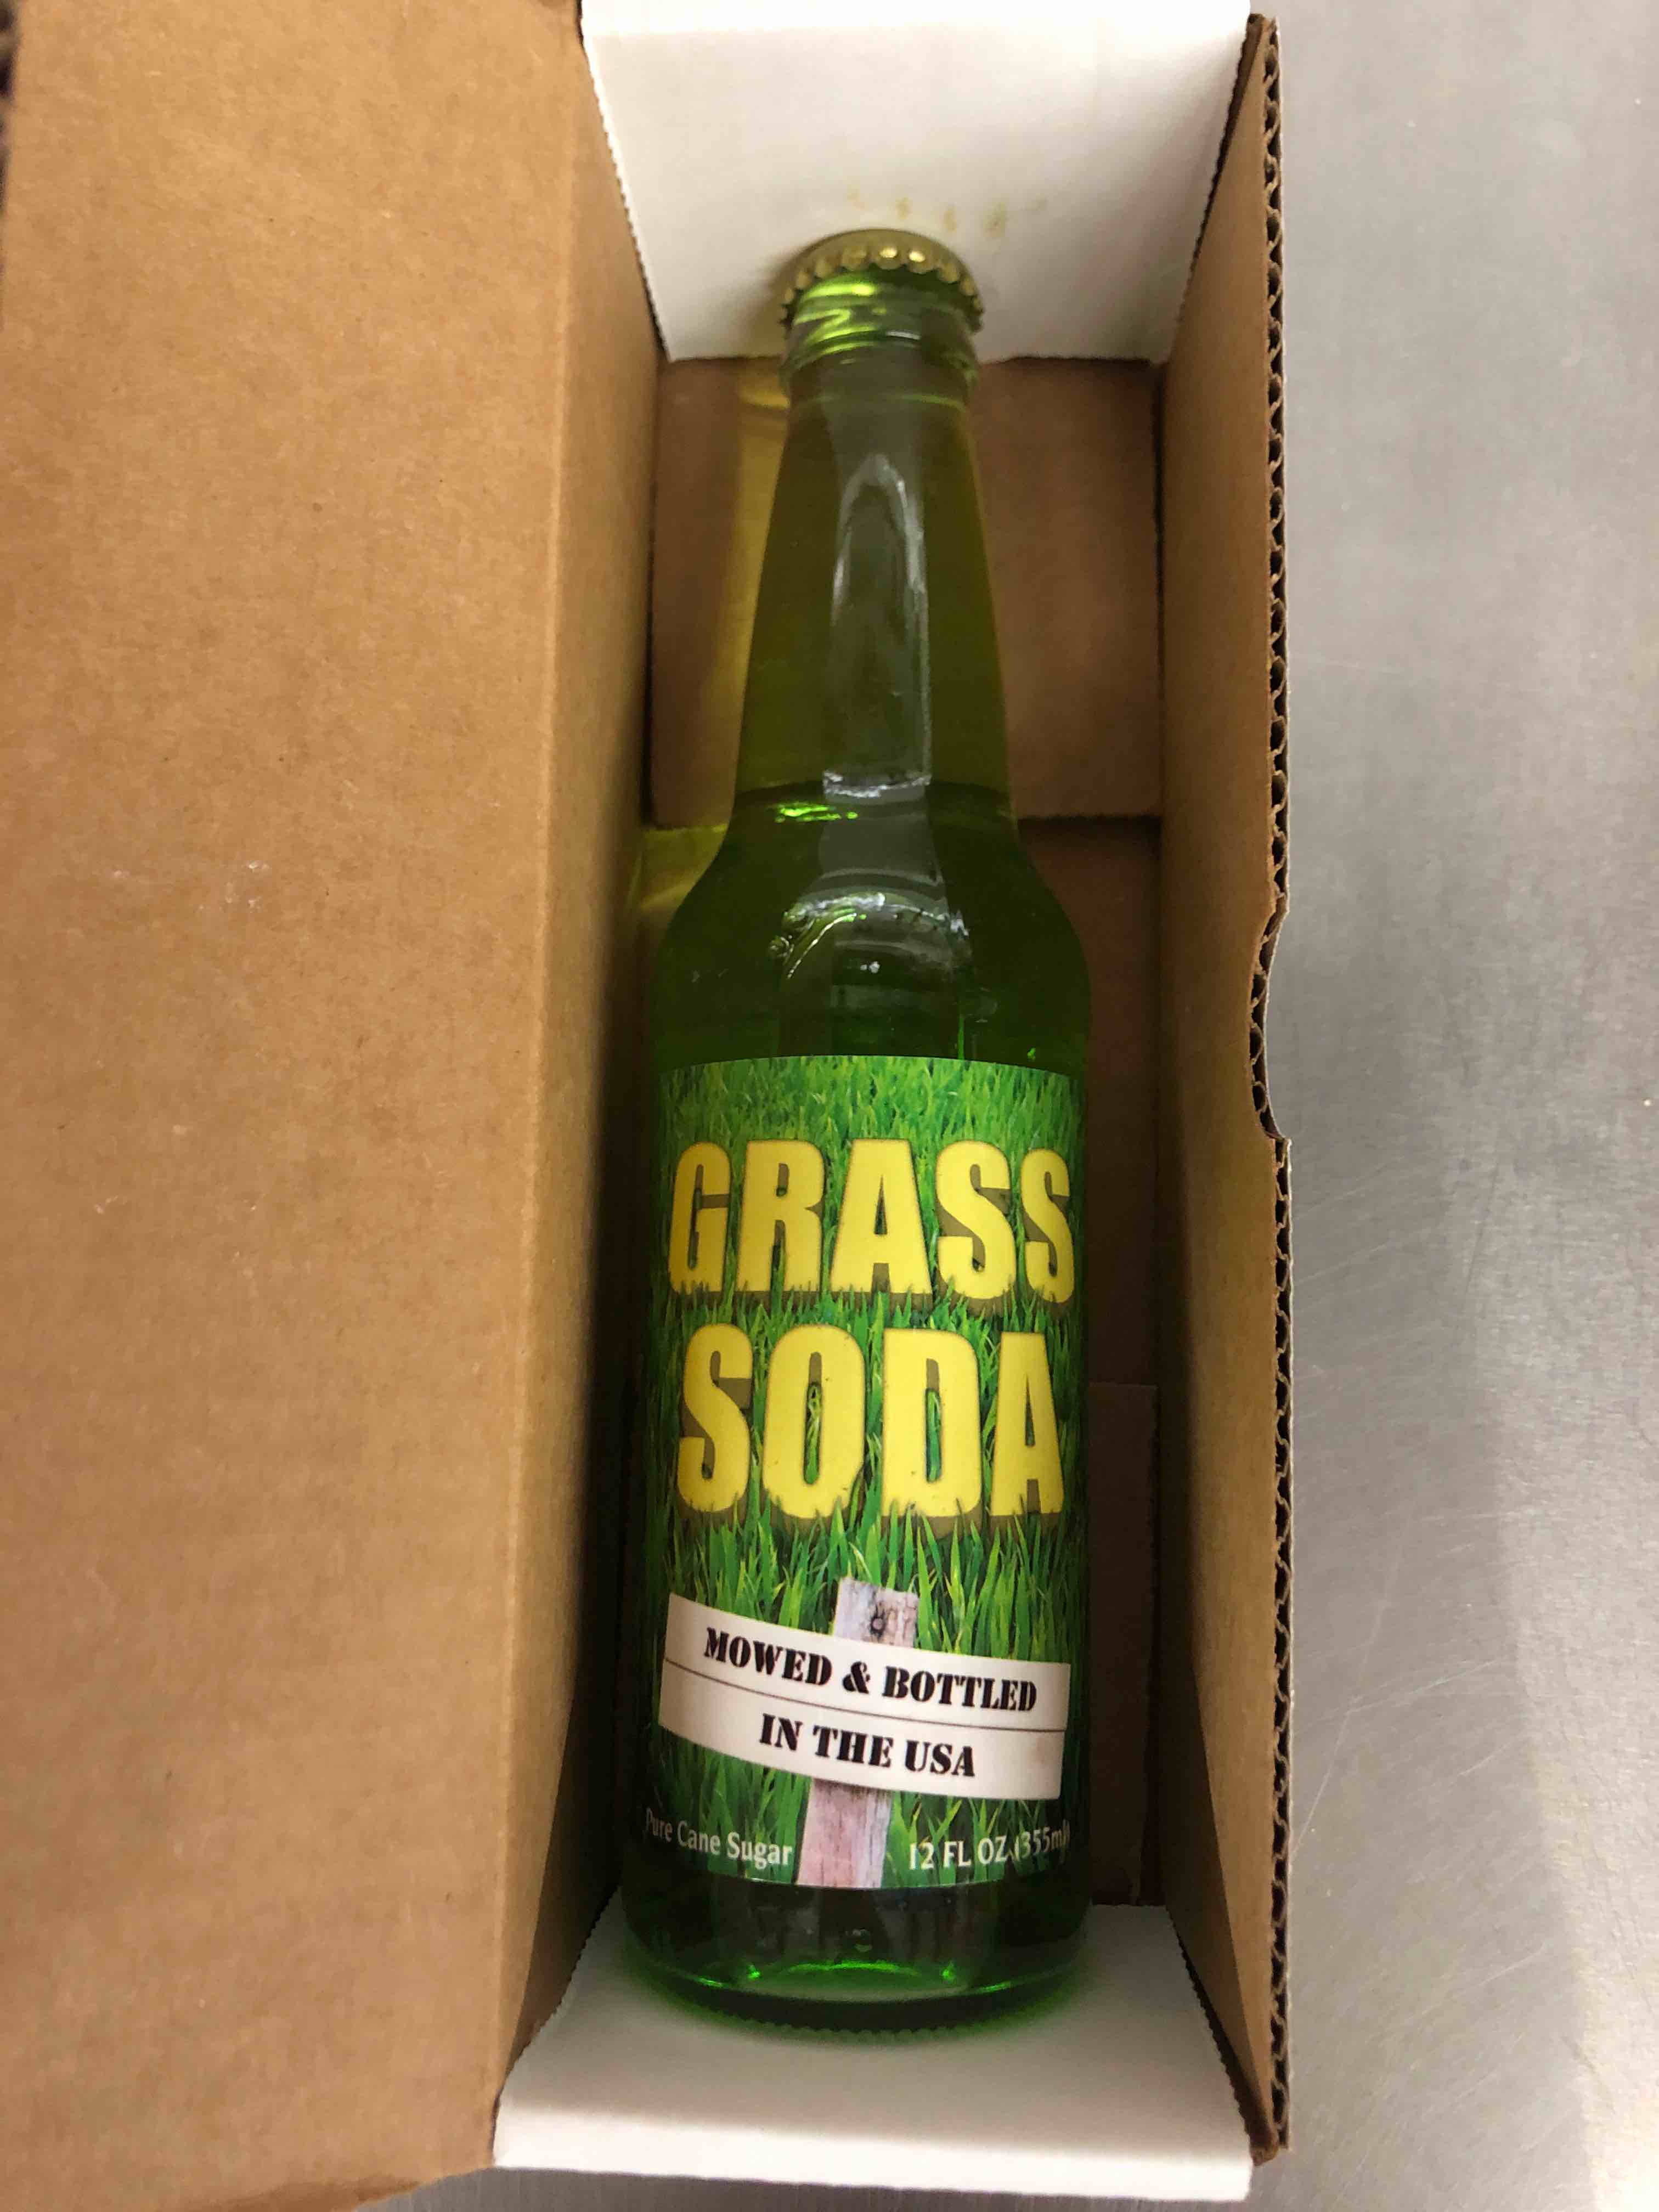 GRASS
SODA
MOWED & BOTTLED
IN THE USA
Pure Cane Sugar
12 FL OZ (355ml)